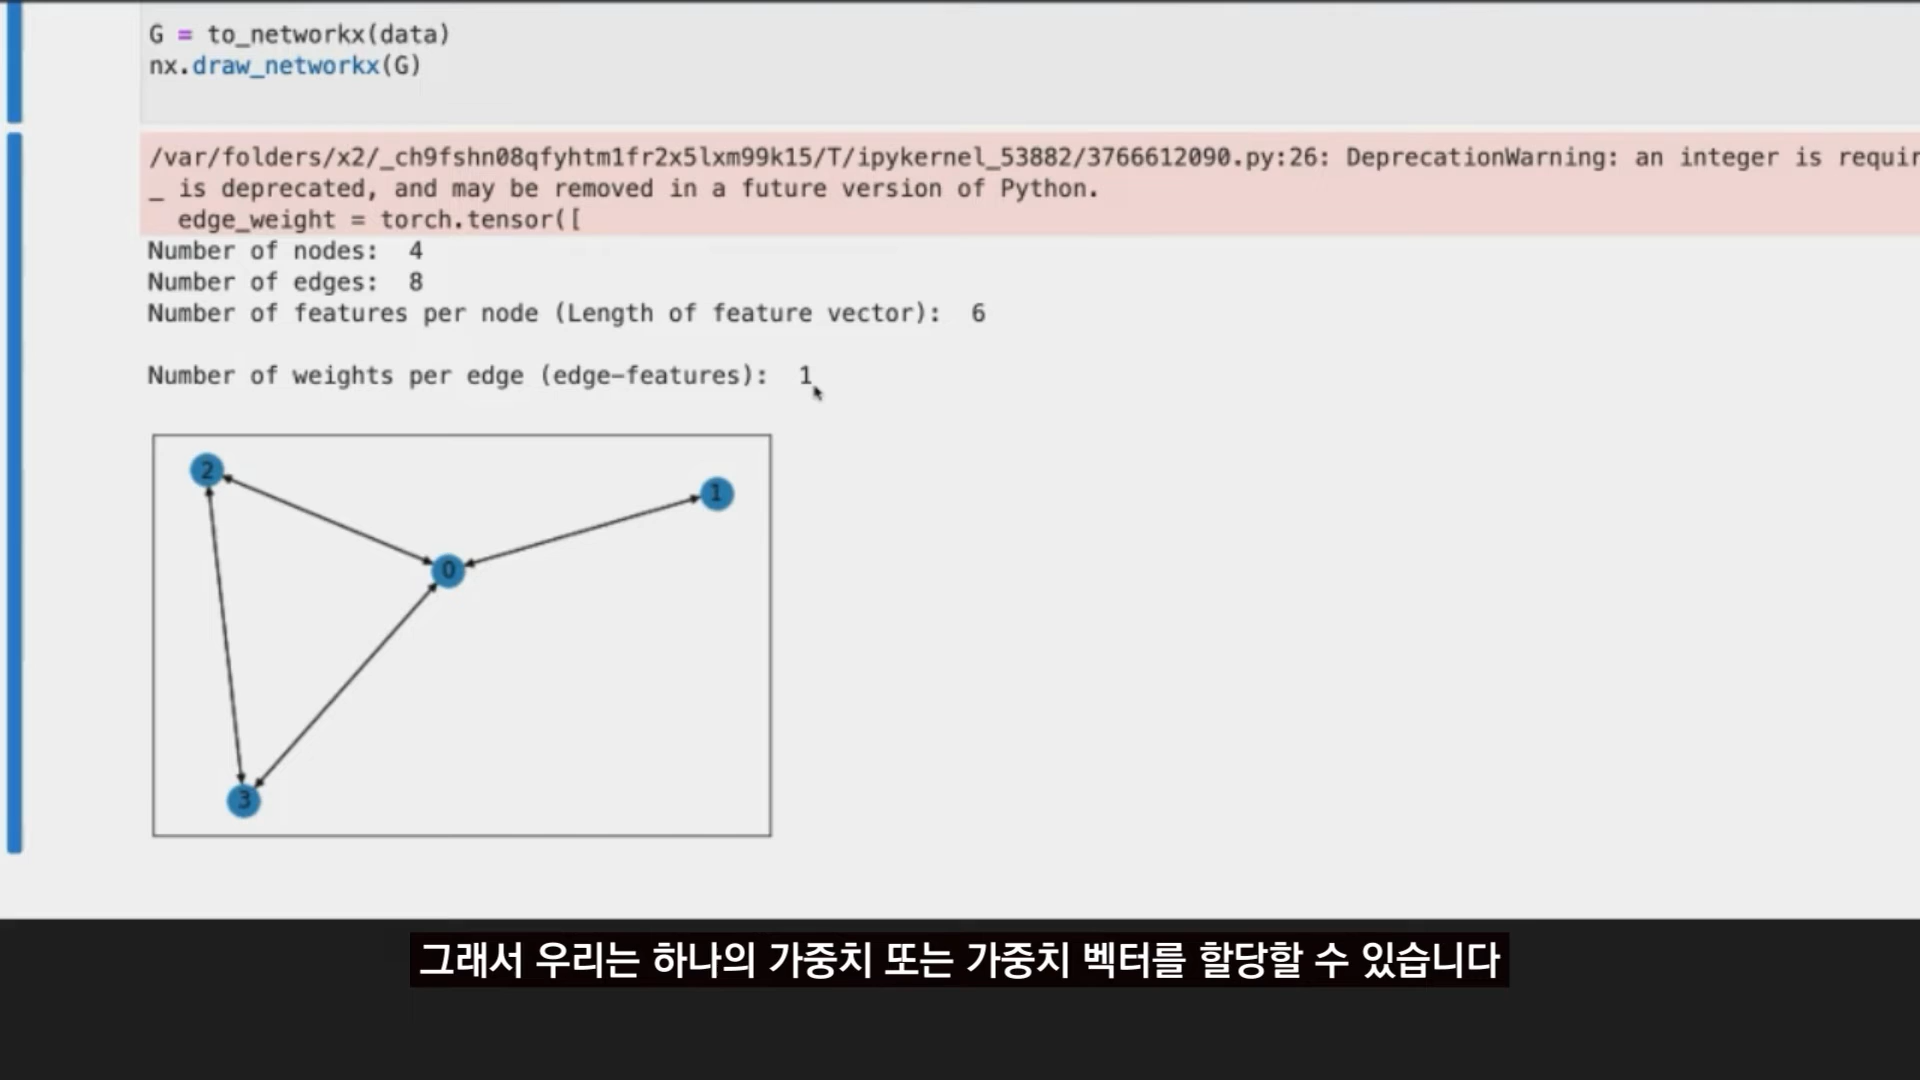 G = to_networkx(data)
nx.draw_networkx(G)
/var/folders/x2/_ch9fshn08qfyhtm1fr2x5lxm99k15/T/ipykernel_53882/3766612090.py:26: DeprecationWarning: an integer is requir
_ is deprecated, and may be removed in a future version of Python.
edge_weight = torch.tensor([
Number of nodes: 4
Number of edges: 8
Number of features per node (Length of feature vector): 6
Number of weights per edge (edge-features): 1
2
1
0
3
그래서 우리는 하나의 가중치 또는 가중치 벡터를 할당할 수 있습니다